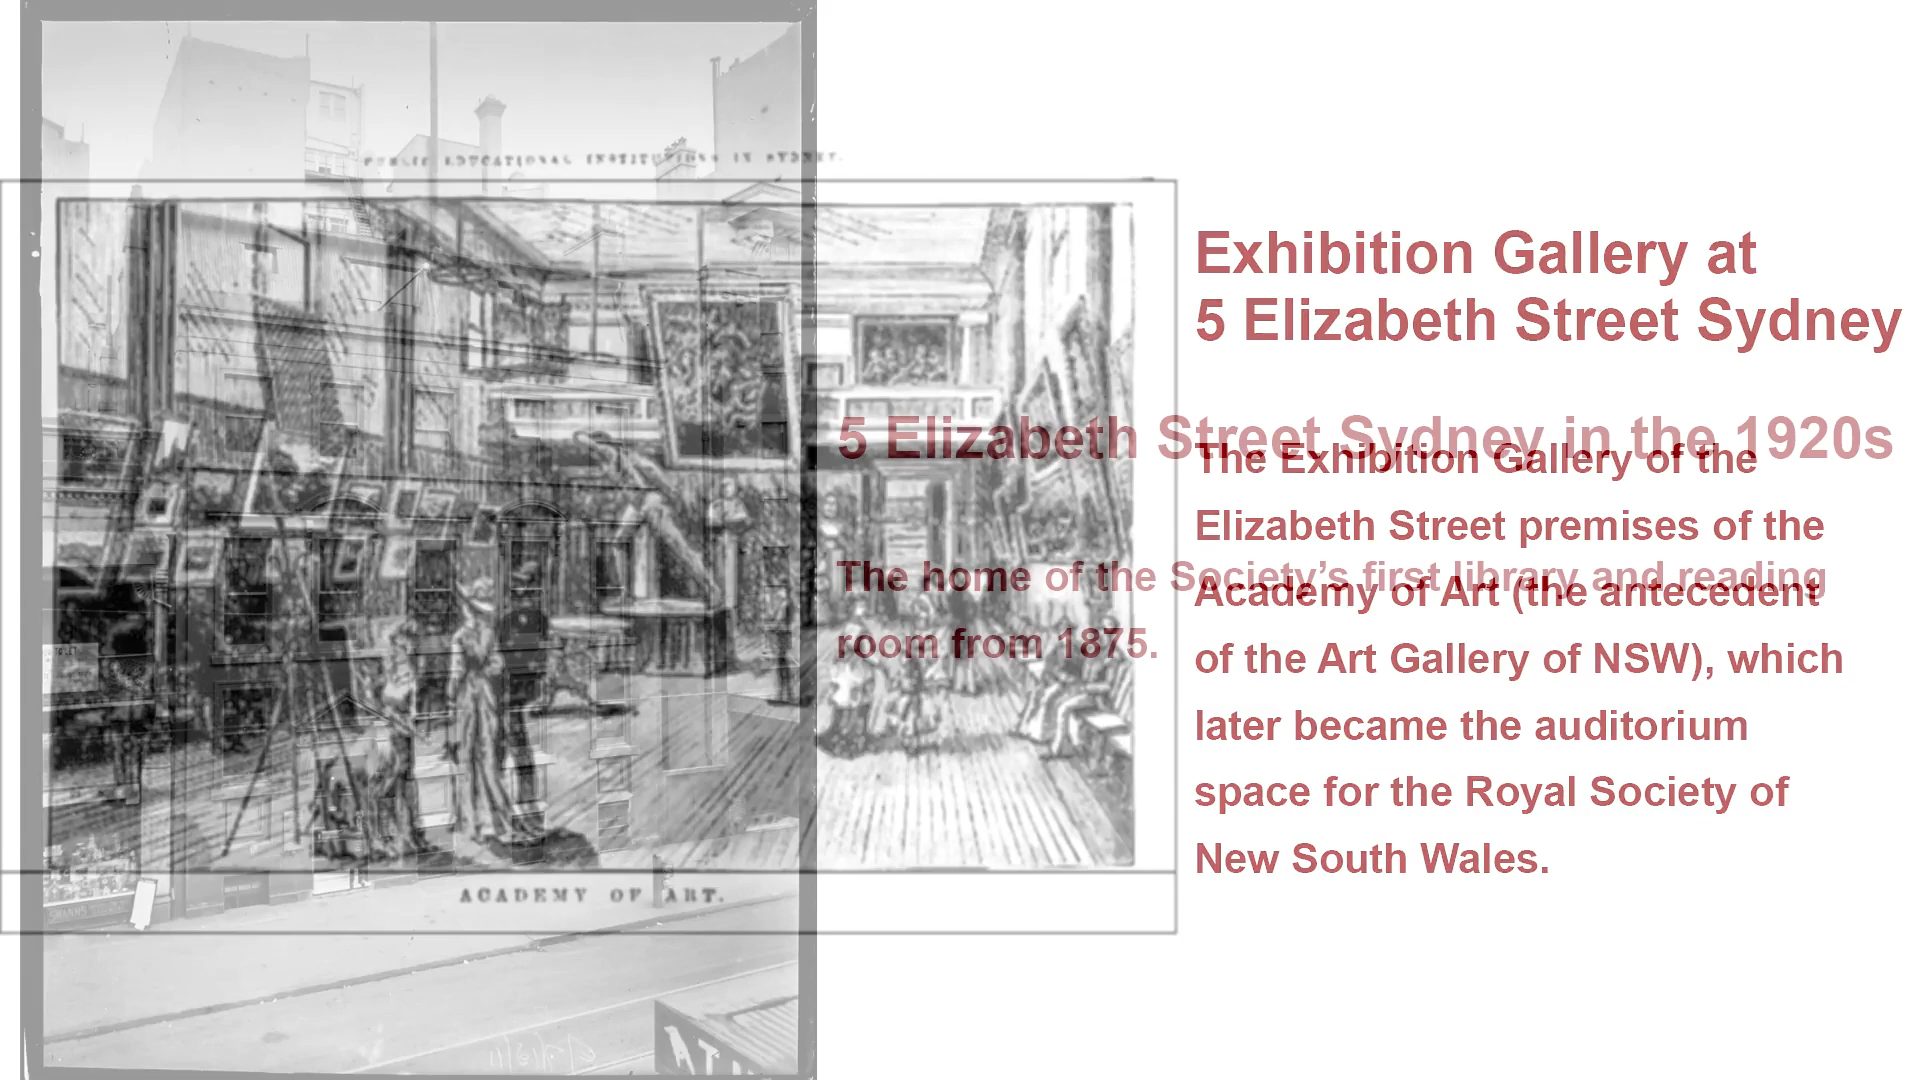 PUBLIC EDUCATIONAL INSTITUTIONS IN SYDNEY.
Exhibition Gallery at
5 Elizabeth Street Sydney
5 Elizabeth Street Sydney in the 1920s
The Exhibition Gallery of the
Elizabeth Street premises of the
The home of the Society’s first library and reading
Academy of Art (the antecedent
room from 1875.
of the Art Gallery of NSW), which
later became the auditorium
space for the Royal Society of
New South Wales.
TO LET
ACADEMY OF ART.